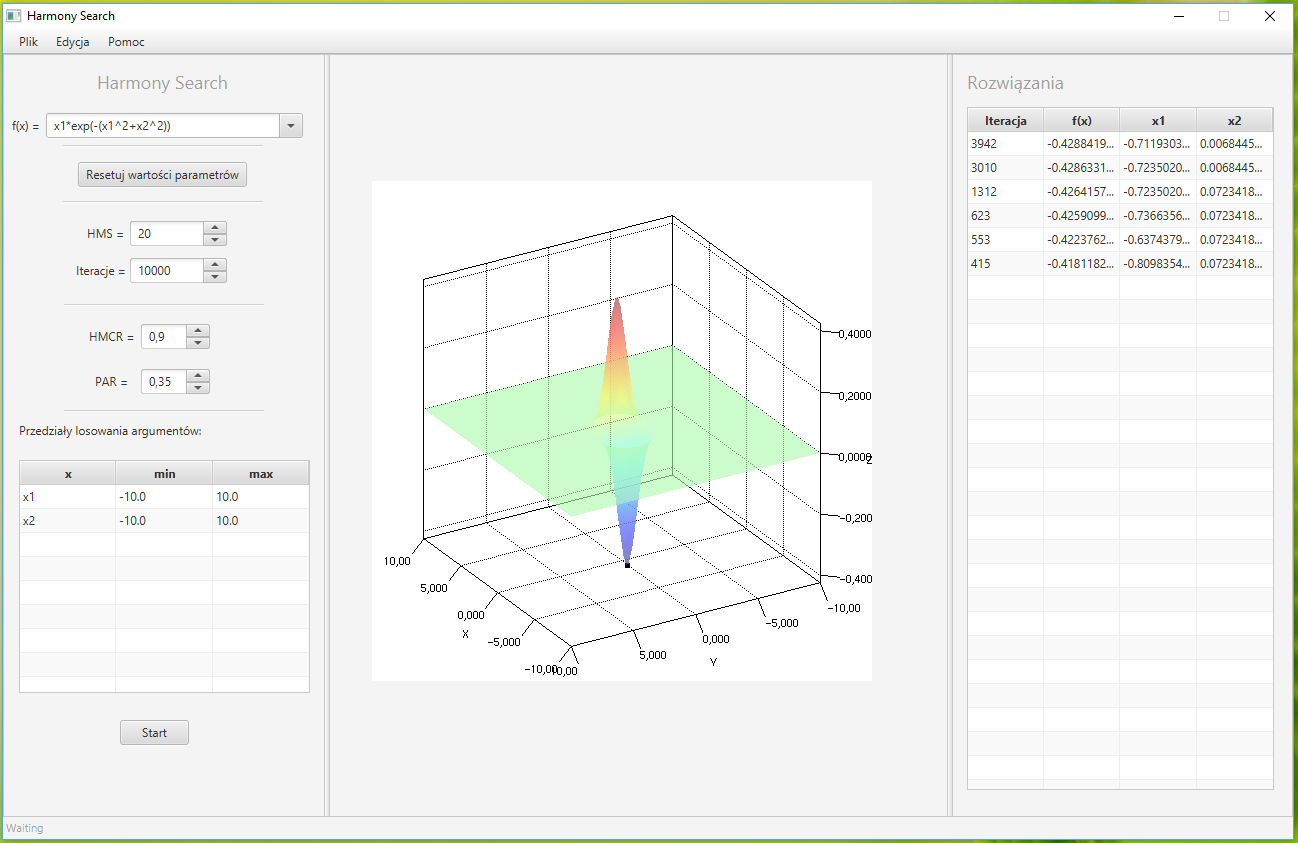 Harmony Search
Plik Edycja Pomoc
Harmony Search
f(x) = x1*exp(-(x1^2+x2^2))
Resetuj wartości parametrów
HMS = 20
Iteracje = 10000
HMCR = 0,9
PAR = 0,35
Przedziały losowania argumentów:
x min max
x1 -10.0 10.0
x2 -10.0 10.0
Start
0,4000
0,2000
0,0000
Z
-0,200
-0,400
10,00
5,000
0,000
X
-5,000
-10,00
10,00
5,000
0,000
Y
-5,000
-10,00
Rozwiązania
Iteracja f(x) x1 x2
3942 -0.4288419... -0.7119303... 0.0068445...
3010 -0.4286331... -0.7235020... 0.0068445...
1312 -0.4264157... -0.7235020... 0.0723418...
623 -0.4259099... -0.7366356... 0.0723418...
553 -0.4223762... -0.6374379... 0.0723418...
415 -0.4181182... -0.8098354... 0.0723418...
Waiting